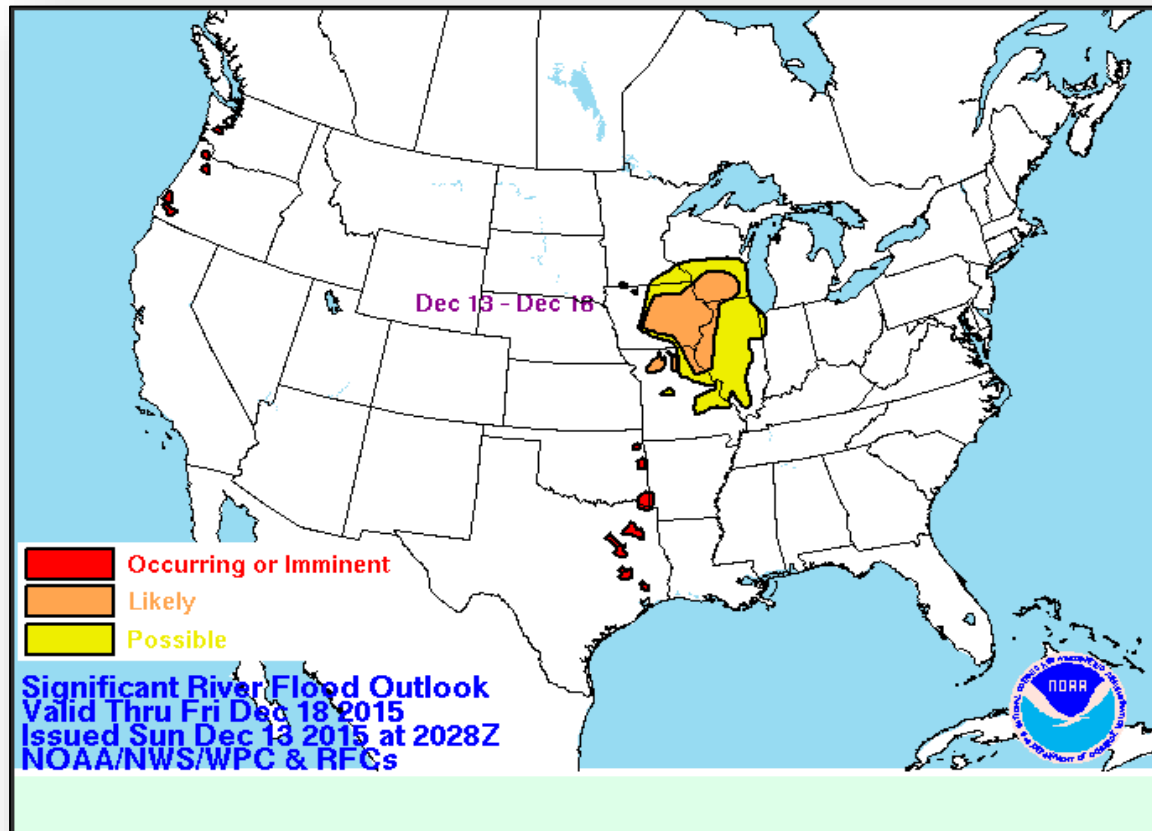 Dec 13 - Dec 18
Occurring or Imminent
Likely
Possible
Significant River Flood Outlook
Valid Thru Fri Dec 18 2015
Issued Sun Dec 13 2015 at 2028Z
NOAA/NWS/WPC & RFCs
NOAA